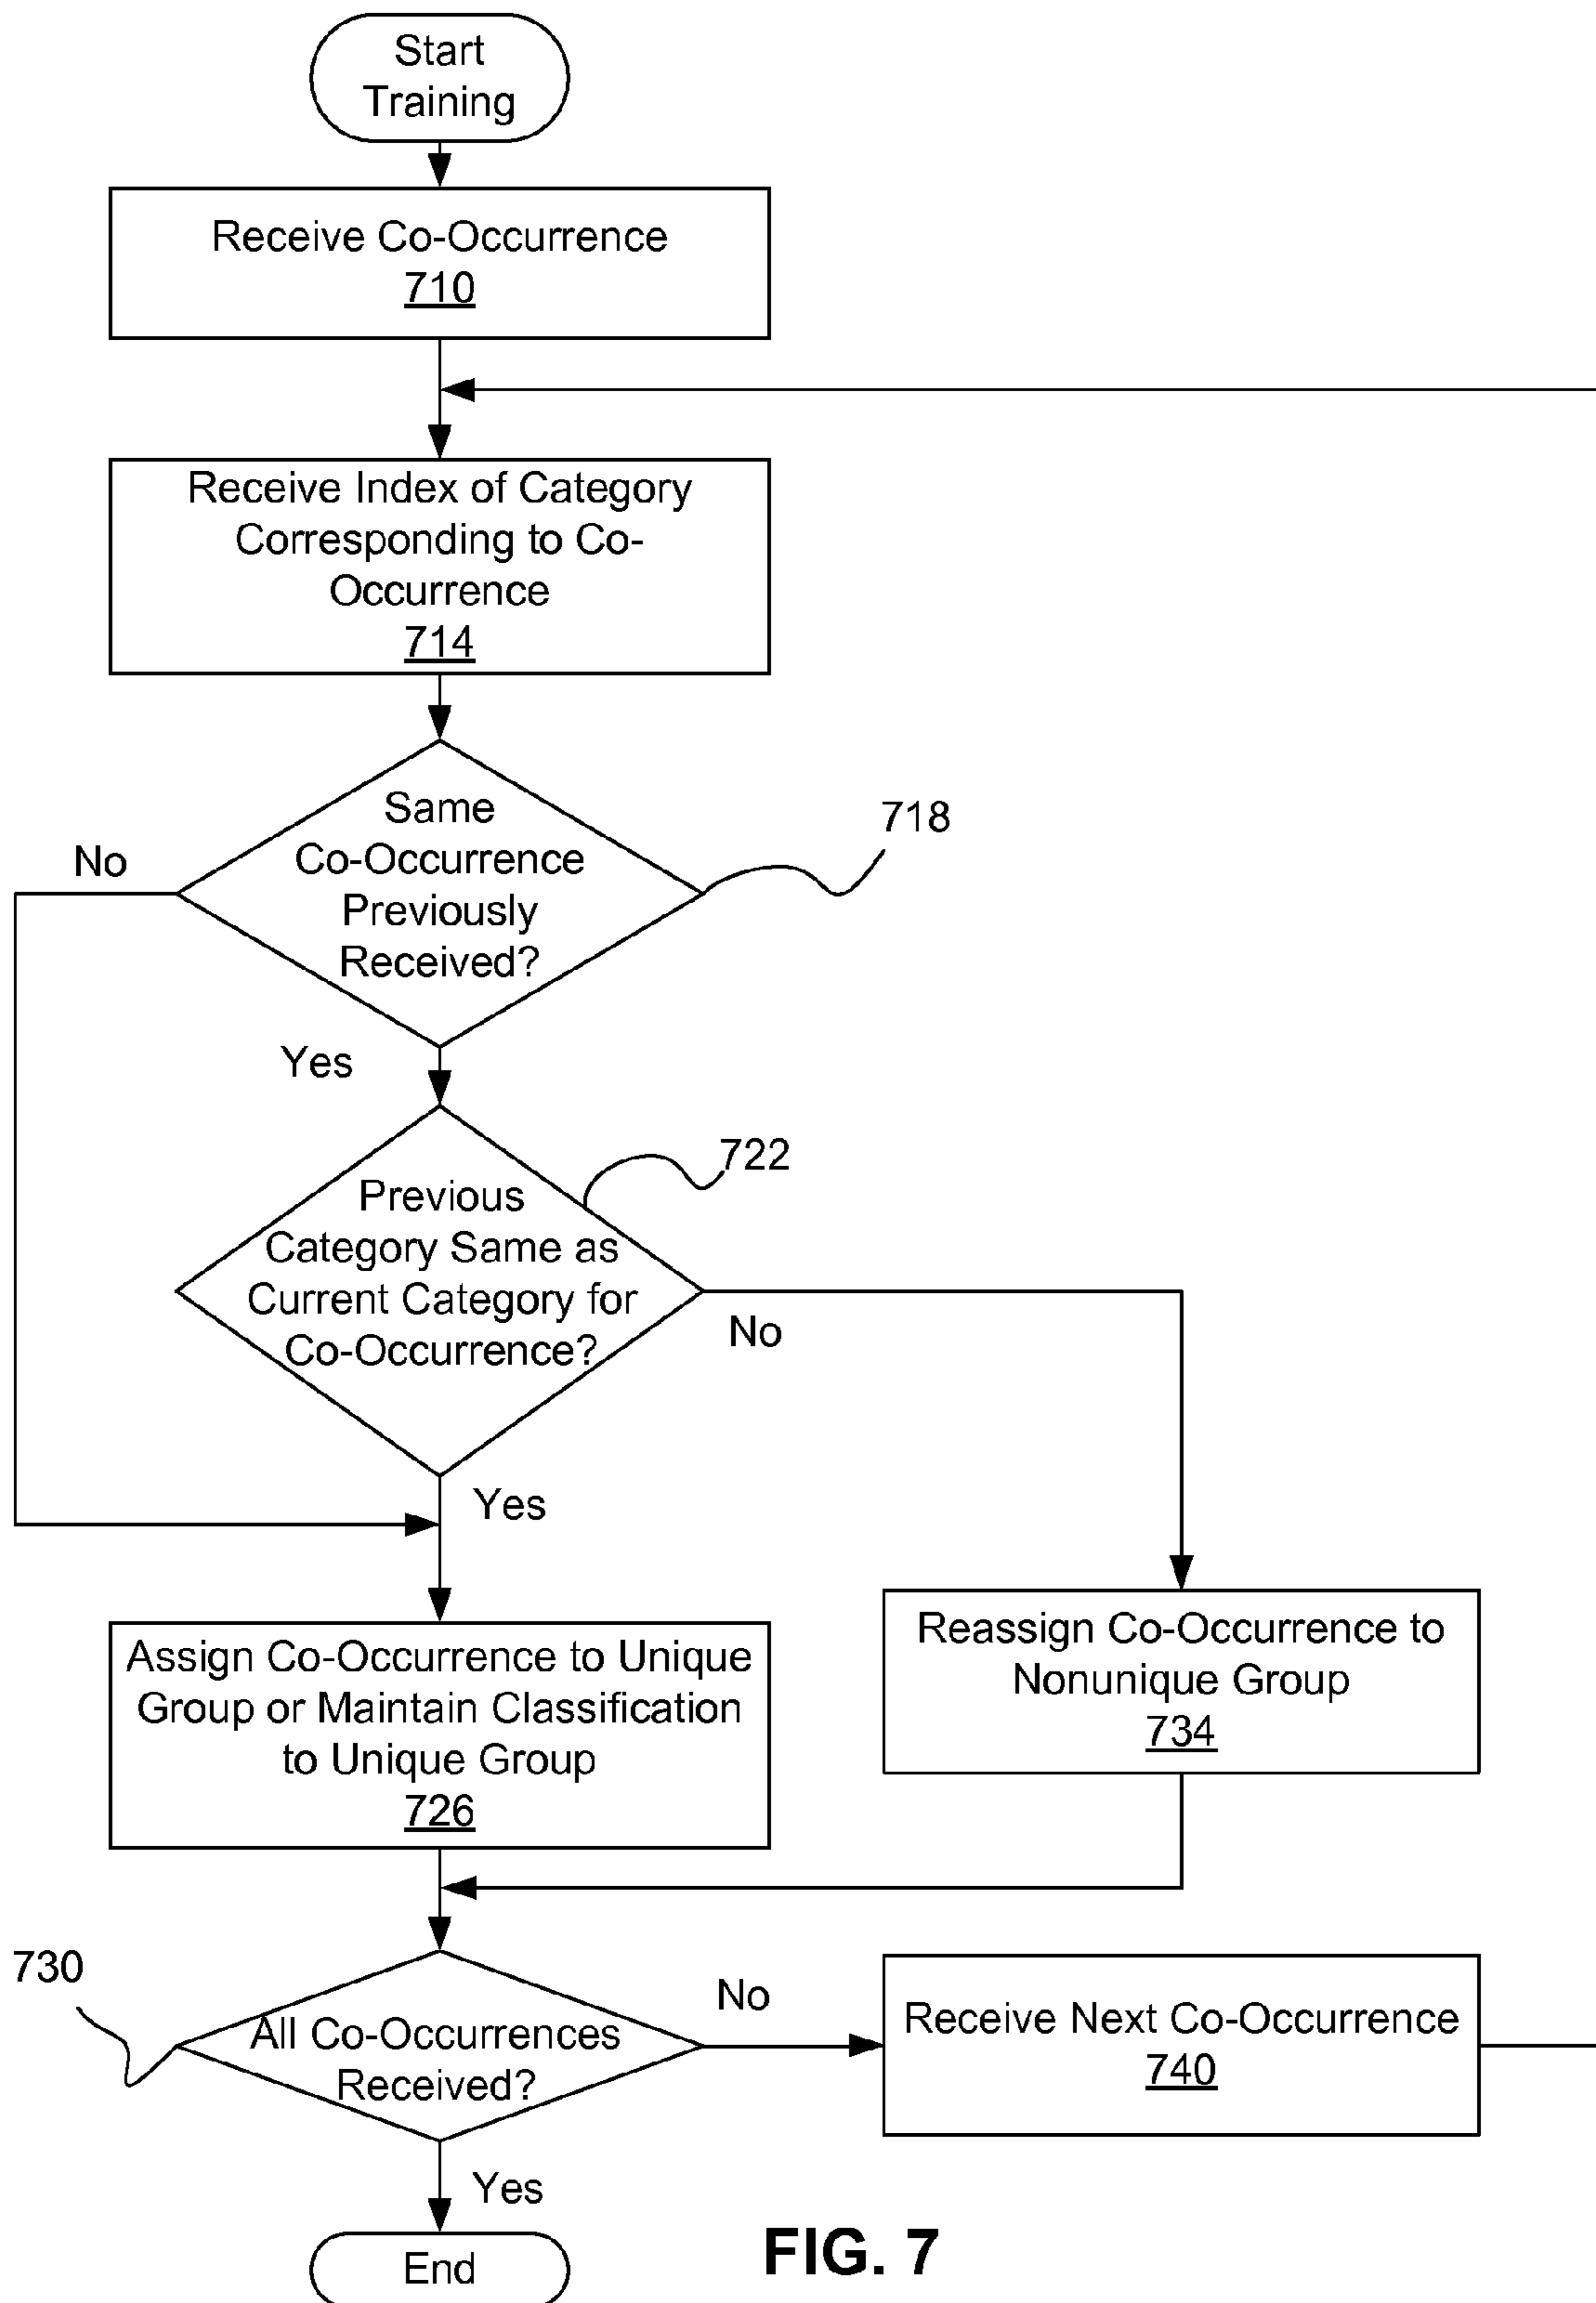 Start
Training
Receive Co-Occurrence
710
Receive Index of Category
Corresponding to Co-
Occurrence
714
Same
Co-Occurrence
Previously
Received?
718
No
Yes
722
Previous
Category Same as
Current Category for
Co-Occurrence?
No
Yes
Assign Co-Occurrence to Unique
Group or Maintain Classification
to Unique Group
726
Reassign Co-Occurrence to
Nonunique Group
734
730
All Co-Occurrences
Received?
No
Receive Next Co-Occurrence
740
Yes
End
FIG. 7